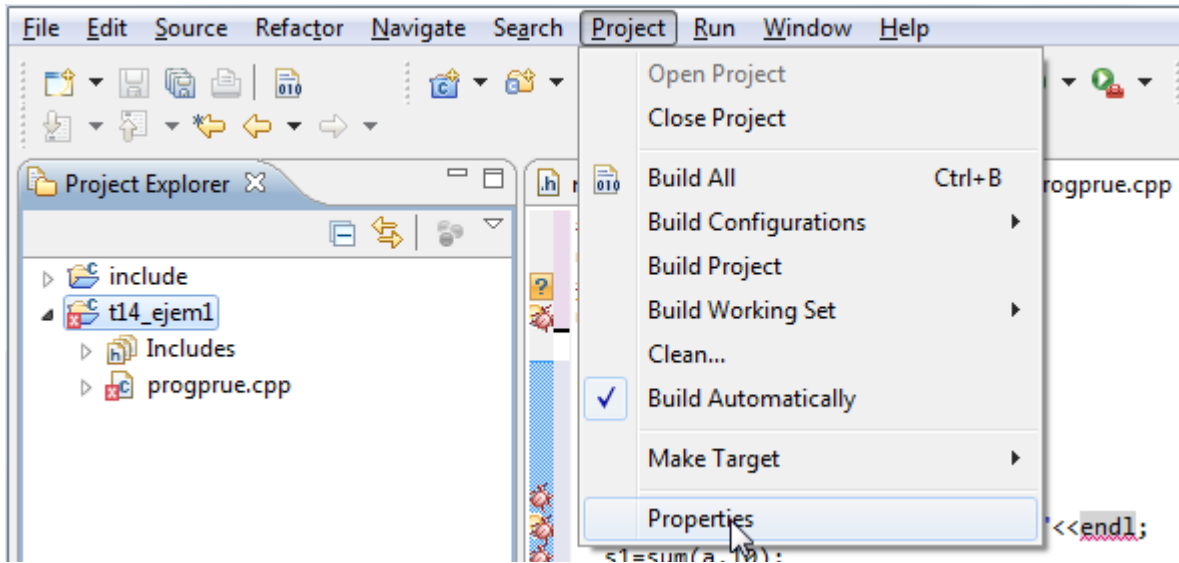 File Edit Source Refactor Navigate Search Project Run Window Help
Open Project
Close Project
Build All Ctrl+B
Build Configurations
Build Project
Build Working Set
Clean...
Build Automatically
Make Target
Properties
Project Explorer
include
t14_ejem1
Includes
progprue.cpp
.h
rogprue.cpp
<<endl;
s1=sum(a,10);